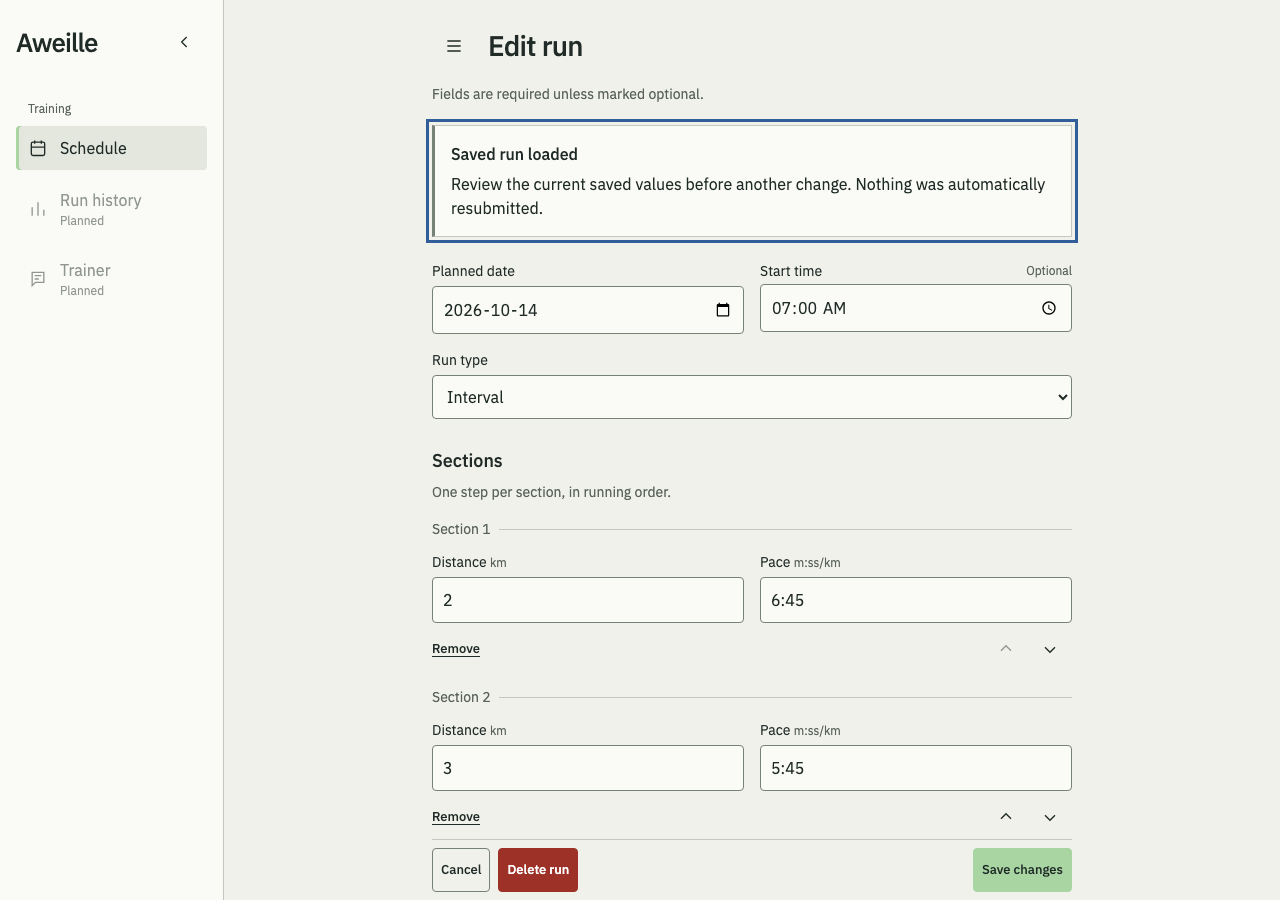 Aweille
Training
Schedule
Run history
Planned
Trainer
Planned
Edit run
Fields are required unless marked optional.
Saved run loaded
Review the current saved values before another change. Nothing was automatically
resubmitted.
Planned date
2026-10-14
Start time Optional
07:00 AM
Run type
Interval
Sections
One step per section, in running order.
Section 1
Distance km
2
Pace m:ss/km
6:45
Remove
Section 2
Distance km
3
Pace m:ss/km
5:45
Remove
Cancel
Delete run
Save changes